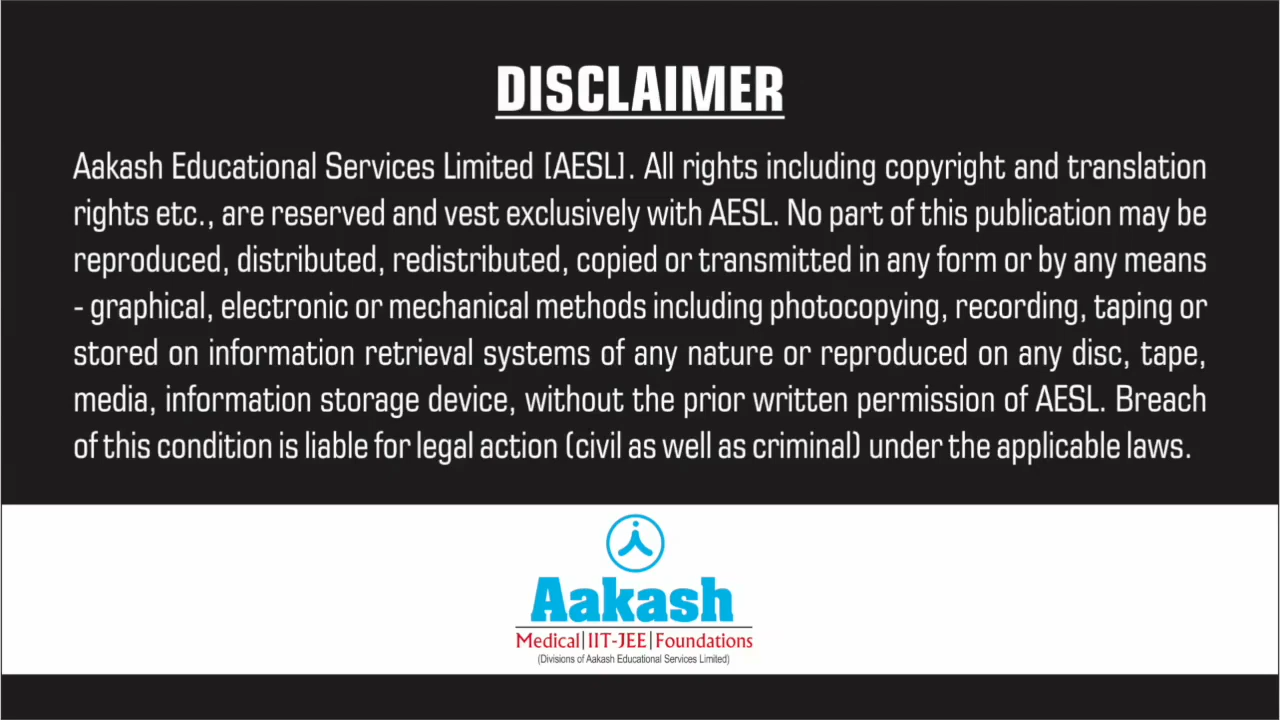 DISCLAIMER
Aakash Educational Services Limited [AESL]. All rights including copyright and translation
rights etc., are reserved and vest exclusively with AESL. No part of this publication may be
reproduced, distributed, redistributed, copied or transmitted in any form or by any means
- graphical, electronic or mechanical methods including photocopying, recording, taping or
stored on information retrieval systems of any nature or reproduced on any disc, tape,
media, information storage device, without the prior written permission of AESL. Breach
of this condition is liable for legal action (civil as well as criminal) under the applicable laws.
Aakash
Medical|IIT-JEE|Foundations
(Divisions of Aakash Educational Services Limited)